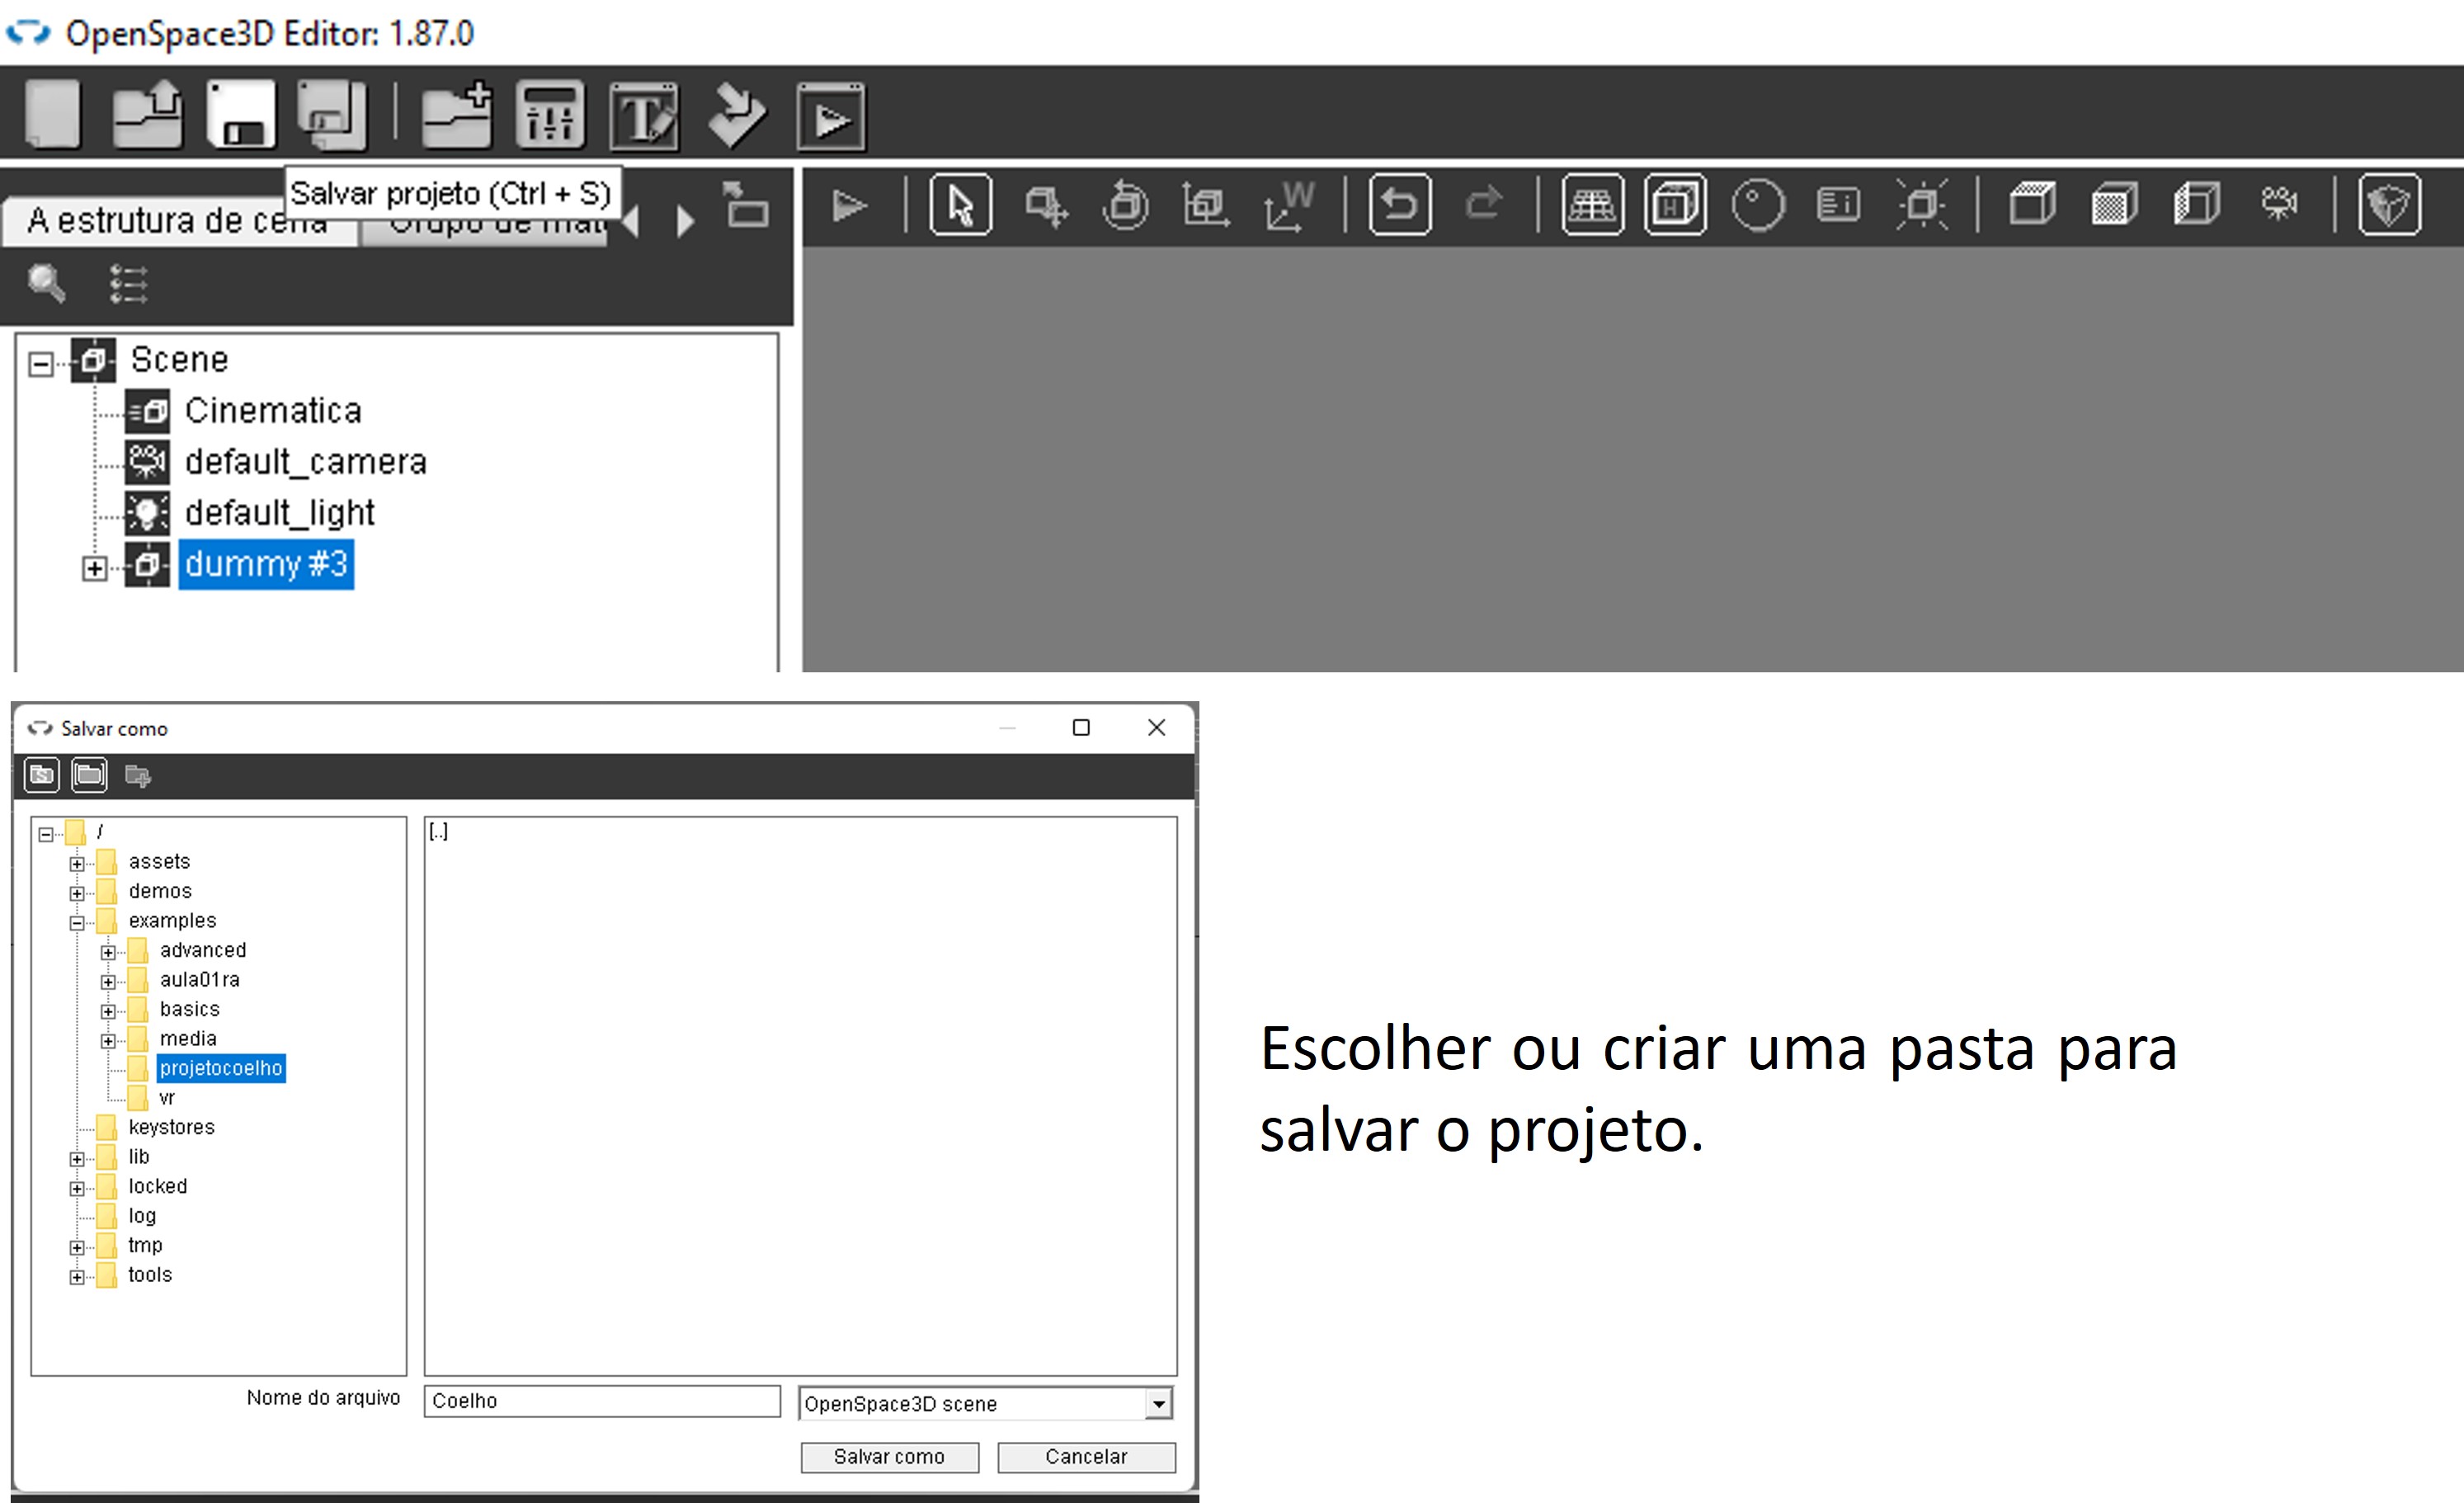 OpenSpace3D Editor: 1.87.0
Salvar projeto (Ctrl + S)
A estrutura de cena
Grupo de mat
W
Scene
Cinematica
default_camera
default_light
dummy #3
Salvar como
/
[..]
assets
demos
examples
advanced
aula01ra
basics
media
projetocoelho
vr
keystores
lib
locked
log
tmp
tools
Nome do arquivo
Coelho
OpenSpace3D scene
Salvar como
Cancelar
Escolher ou criar uma pasta para
salvar o projeto.